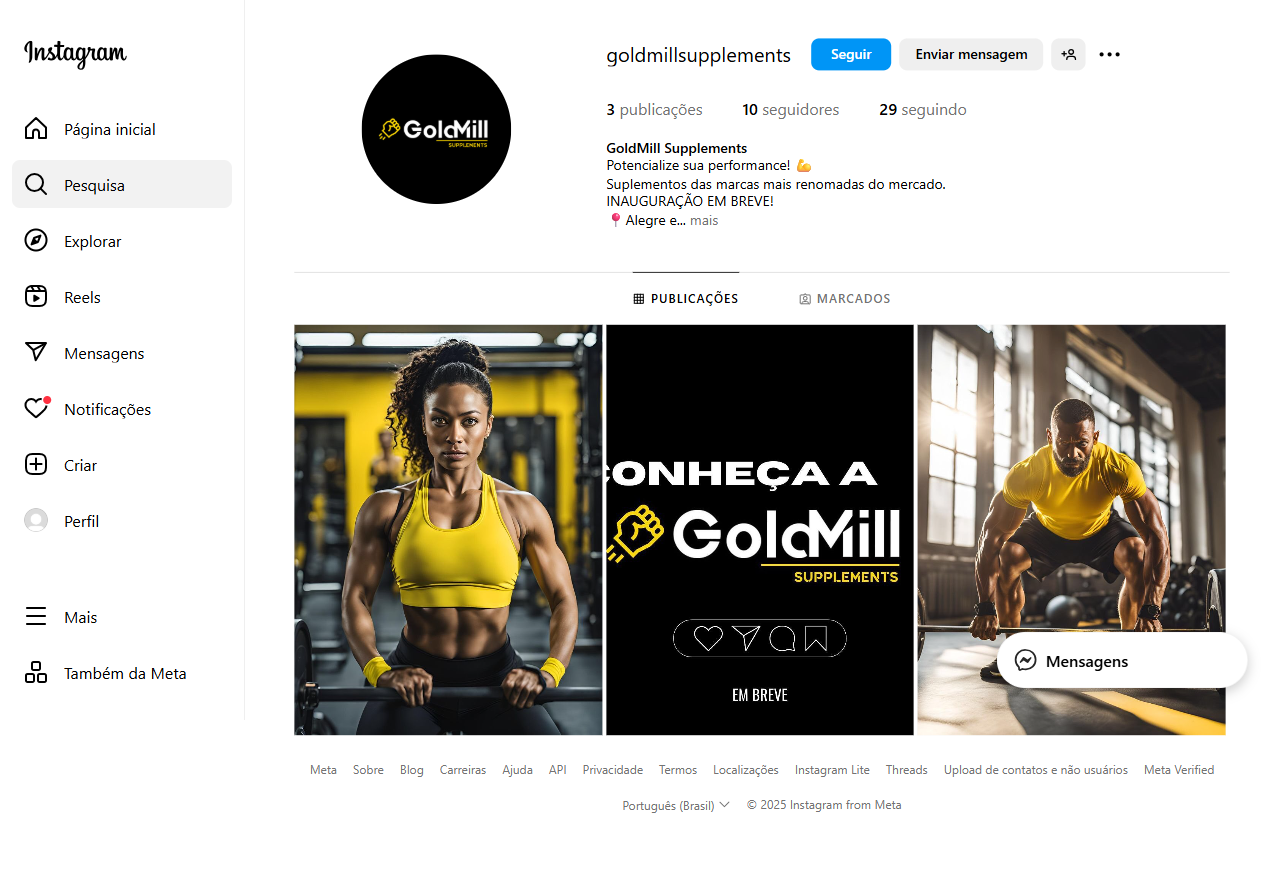 Instagram
Página inicial
Pesquisa
Explorar
Reels
Mensagens
Notificações
Criar
Perfil
Mais
Também da Meta
GoldMill
SUPPLEMENTS
goldmillsupplements
Seguir
Enviar mensagem
3 publicações 10 seguidores 29 seguindo
GoldMill Supplements
Potencialize sua performance! 💪
Suplementos das marcas mais renomadas do mercado.
INAUGURAÇÃO EM BREVE!
📍Alegre e... mais
PUBLICAÇÕES
MARCADOS
CONHEÇA A
GoldMill
SUPPLEMENTS
EM BREVE
Mensagens
Meta Sobre Blog Carreiras Ajuda API Privacidade Termos Localizações Instagram Lite Threads Upload de contatos e não usuários Meta Verified
Português (Brasil) © 2025 Instagram from Meta